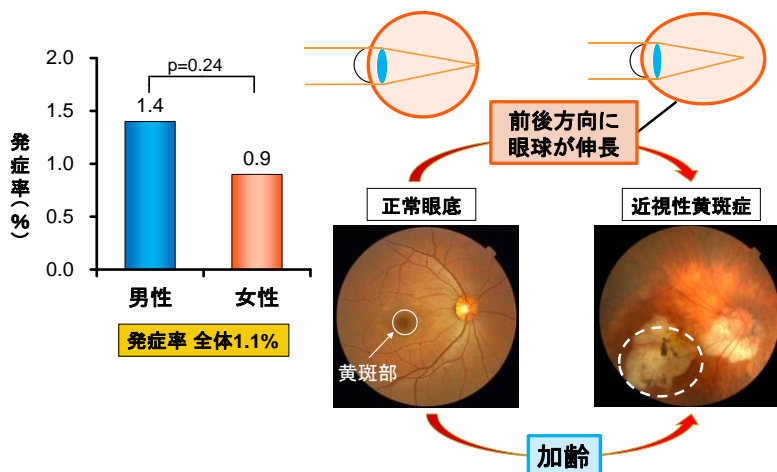 2.0
1.5
1.0
0.5
0.0
発症率(%)
p=0.24
1.4
0.9
男性
女性
発症率 全体1.1%
前後方向に
眼球が伸長
正常眼底
近視性黄斑症
黄斑部
加齢